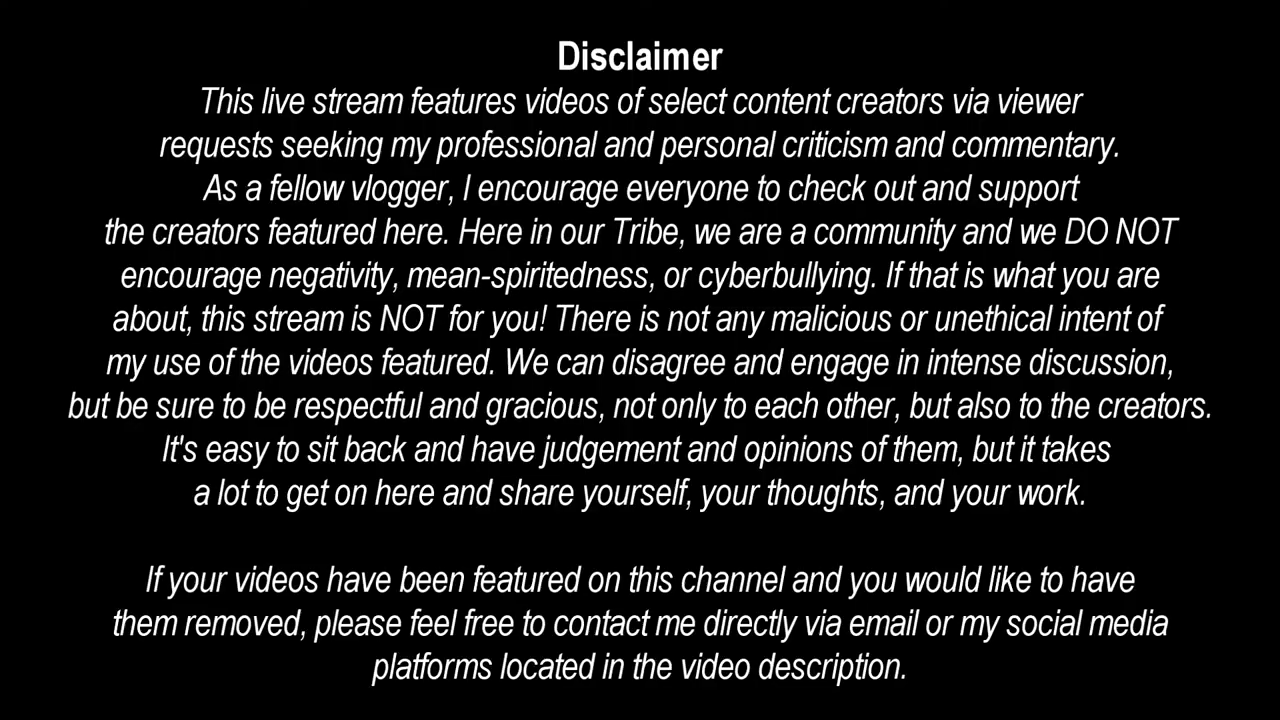 Disclaimer
This live stream features videos of select content creators via viewer
requests seeking my professional and personal criticism and commentary.
As a fellow vlogger, I encourage everyone to check out and support
the creators featured here. Here in our Tribe, we are a community and we DO NOT
encourage negativity, mean-spiritedness, or cyberbullying. If that is what you are
about, this stream is NOT for you! There is not any malicious or unethical intent of
my use of the videos featured. We can disagree and engage in intense discussion,
but be sure to be respectful and gracious, not only to each other, but also to the creators.
It's easy to sit back and have judgement and opinions of them, but it takes
a lot to get on here and share yourself, your thoughts, and your work.
If your videos have been featured on this channel and you would like to have
them removed, please feel free to contact me directly via email or my social media
platforms located in the video description.